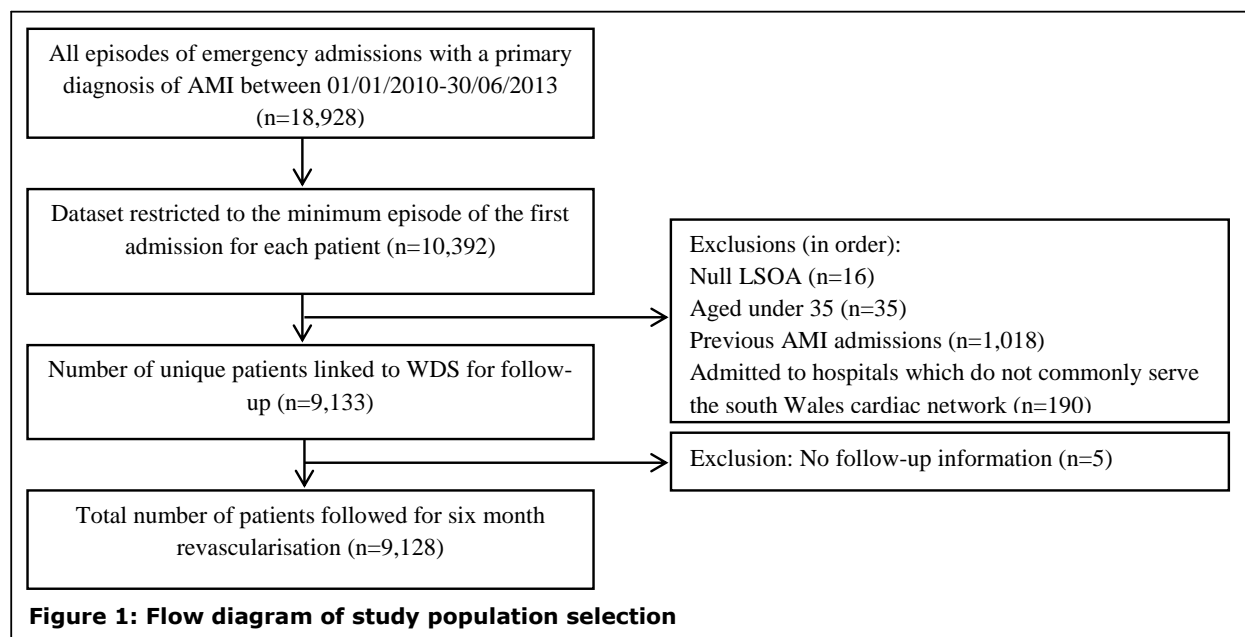 All episodes of emergency admissions with a primary
diagnosis of AMI between 01/01/2010-30/06/2013
(n=18,928)
Dataset restricted to the minimum episode of the first
admission for each patient (n=10,392)
Exclusions (in order):
Null LSOA (n=16)
Aged under 35 (n=35)
Previous AMI admissions (n=1,018)
Admitted to hospitals which do not commonly serve
the south Wales cardiac network (n=190)
Number of unique patients linked to WDS for follow-
up (n=9,133)
Exclusion: No follow-up information (n=5)
Total number of patients followed for six month
revascularisation (n=9,128)
Figure 1: Flow diagram of study population selection